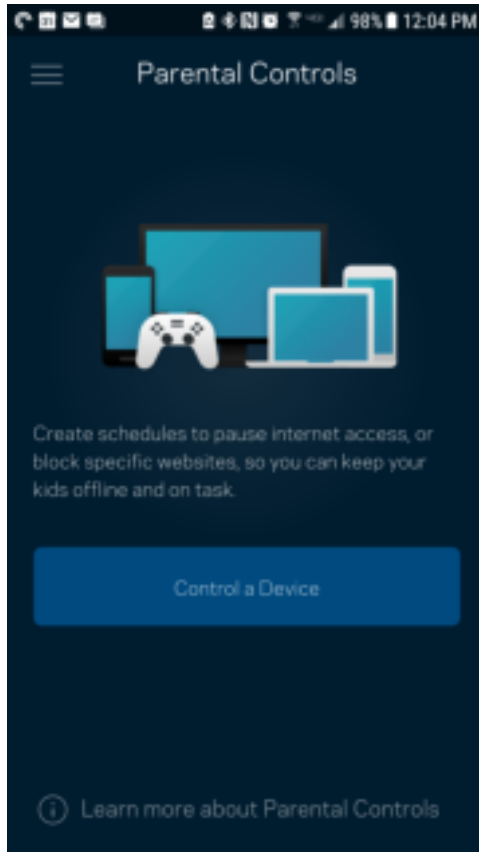 98% 12:04 PM
Parental Controls
Create schedules to pause internet access, or
block specific websites, so you can keep your
kids offline and on task.
Control a Device
Learn more about Parental Controls